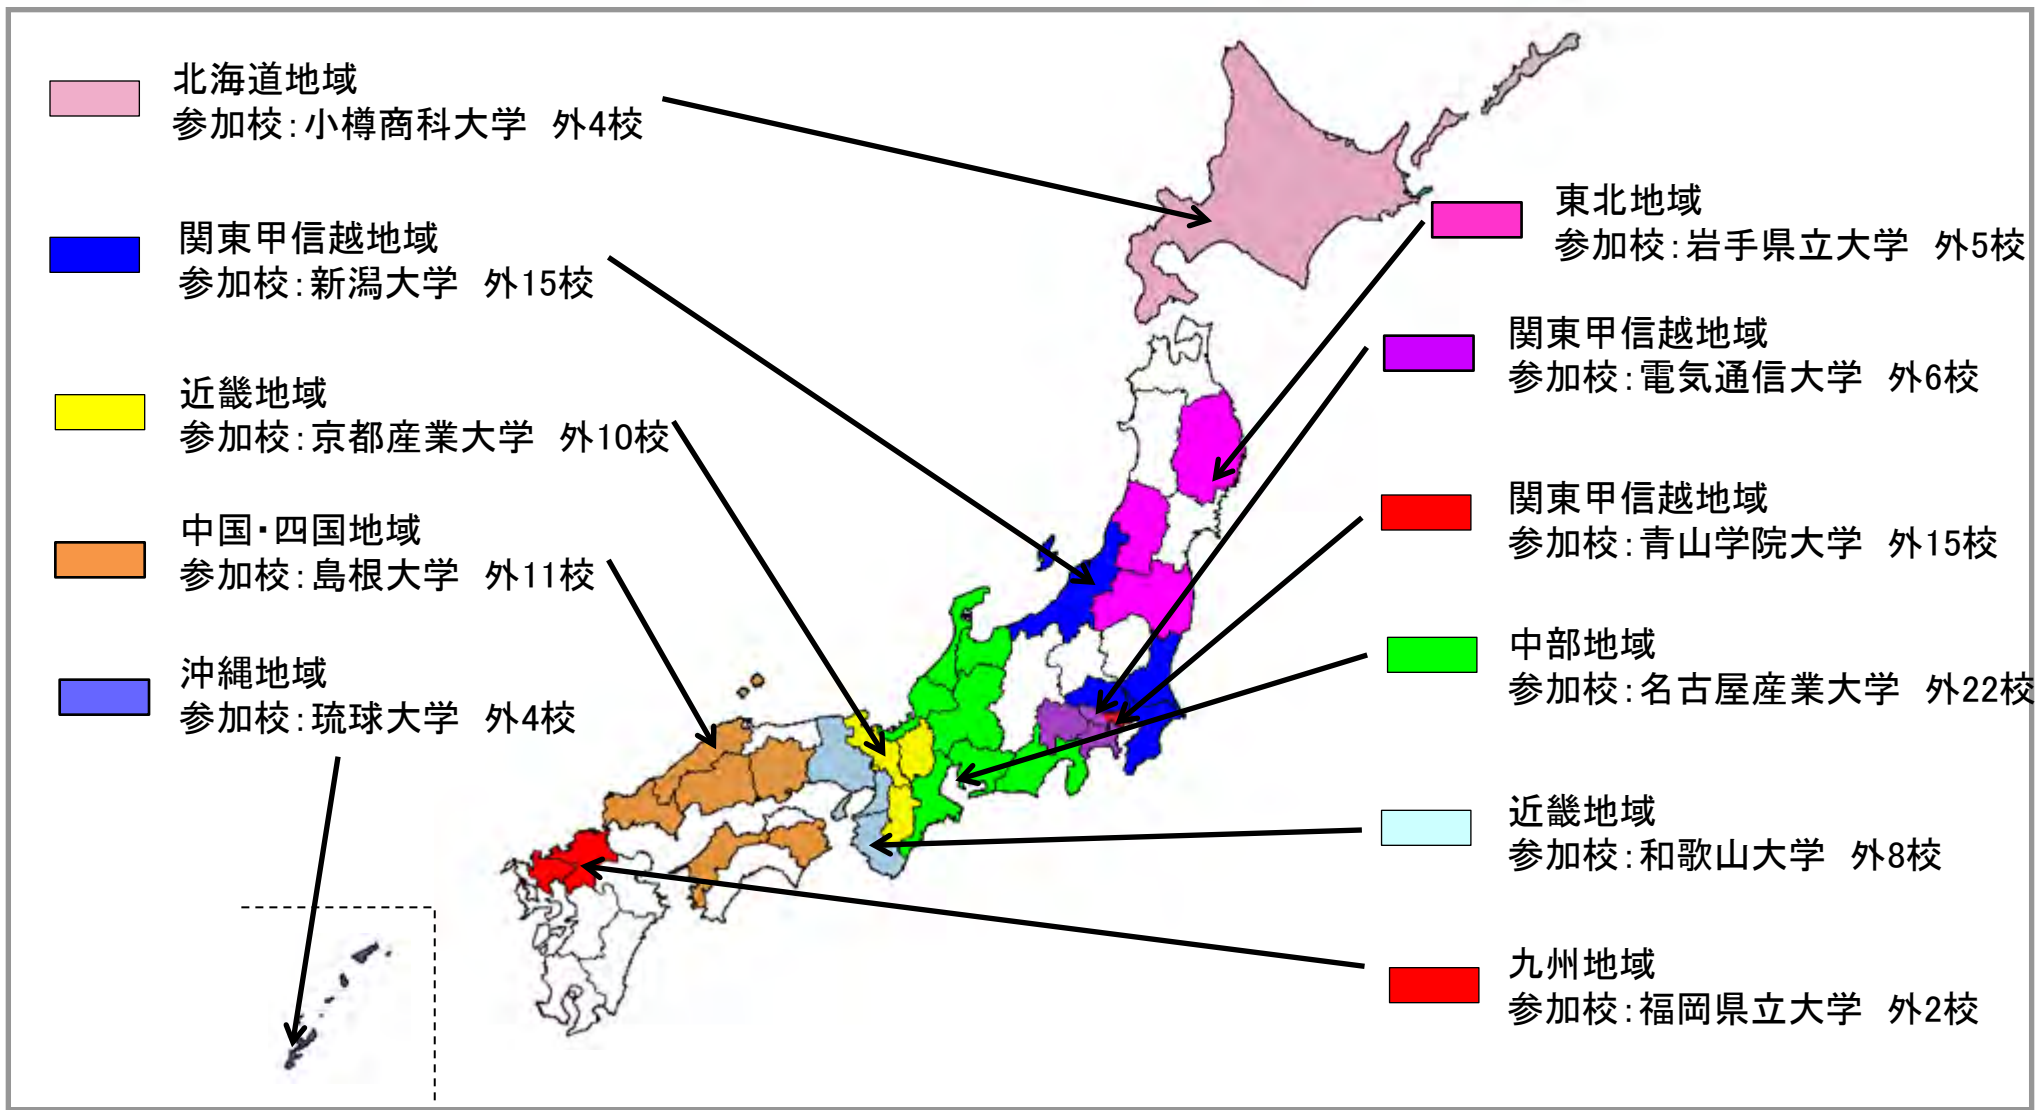 北海道地域
参加校：小樽商科大学　外4校
関東甲信越地域
参加校：新潟大学　外15校
近畿地域
参加校：京都産業大学　外10校
中国・四国地域
参加校：島根大学　外11校
沖縄地域
参加校：琉球大学　外4校
東北地域
参加校：岩手県立大学　外5校
関東甲信越地域
参加校：電気通信大学　外6校
関東甲信越地域
参加校：青山学院大学　外15校
中部地域
参加校：名古屋産業大学　外22校
近畿地域
参加校：和歌山大学　外8校
九州地域
参加校：福岡県立大学　外2校